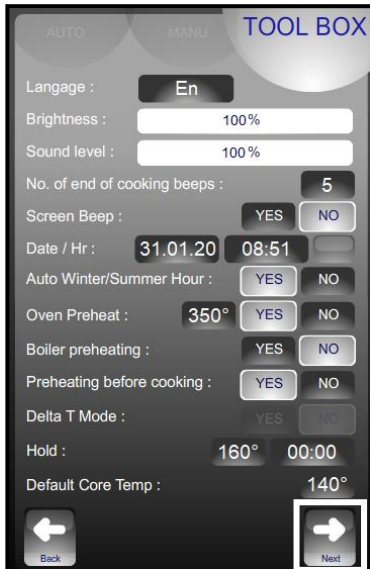 AUTO MANU TOOL BOX
Langage : En
Brightness : 100%
Sound level : 100%
No. of end of cooking beeps : 5
Screen Beep : YES NO
Date / Hr : 31.01.20 08:51
Auto Winter/Summer Hour : YES NO
Oven Preheat : 350° YES NO
Boiler preheating : YES NO
Preheating before cooking : YES NO
Delta T Mode : YES NO
Hold : 160° 00:00
Default Core Temp : 140°
Back Next